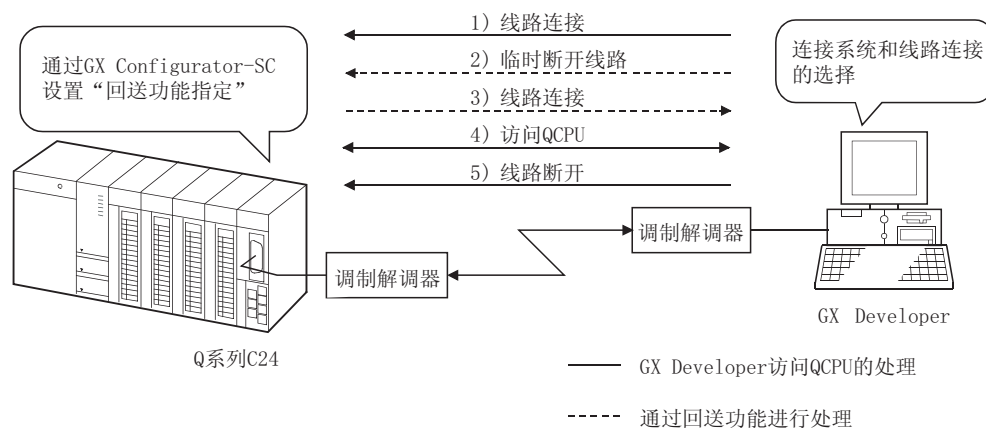 1) 线路连接
2) 临时断开线路
3) 线路连接
4) 访问QCPU
5) 线路断开
通过GX Configurator-SC
设置“回送功能指定”
连接系统和线路连接
的选择
调制解调器
调制解调器
GX Developer
Q系列C24
GX Developer访问QCPU的处理
通过回送功能进行处理